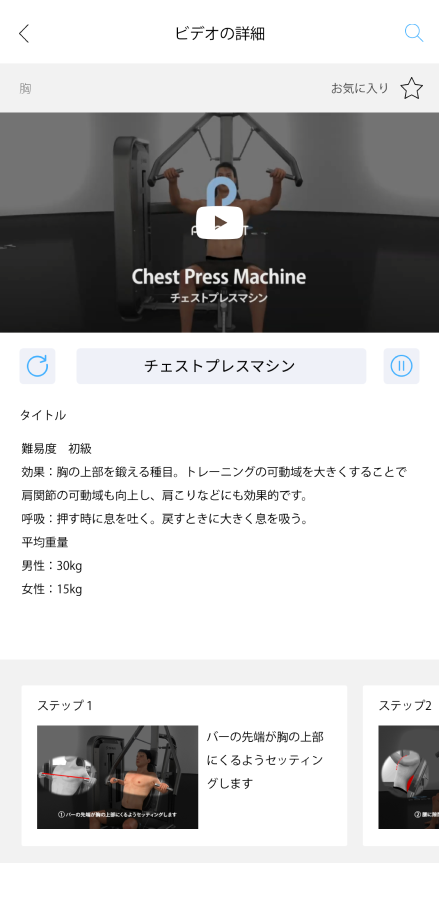 ビデオの詳細
胸
お気に入り
Chest Press Machine
チェストプレスマシン
チェストプレスマシン
タイトル
難易度　初級
効果：胸の上部を鍛える種目。トレーニングの可動域を大きくすることで
肩関節の可動域も向上し、肩こりなどにも効果的です。
呼吸：押す時に息を吐く。戻すときに大きく息を吸う。
平均重量
男性：30kg
女性：15kg
ステップ 1
バーの先端が胸の上部
にくるようセッティン
グします
① バーの先端が胸の上部にくるようセッティングします
ステップ2